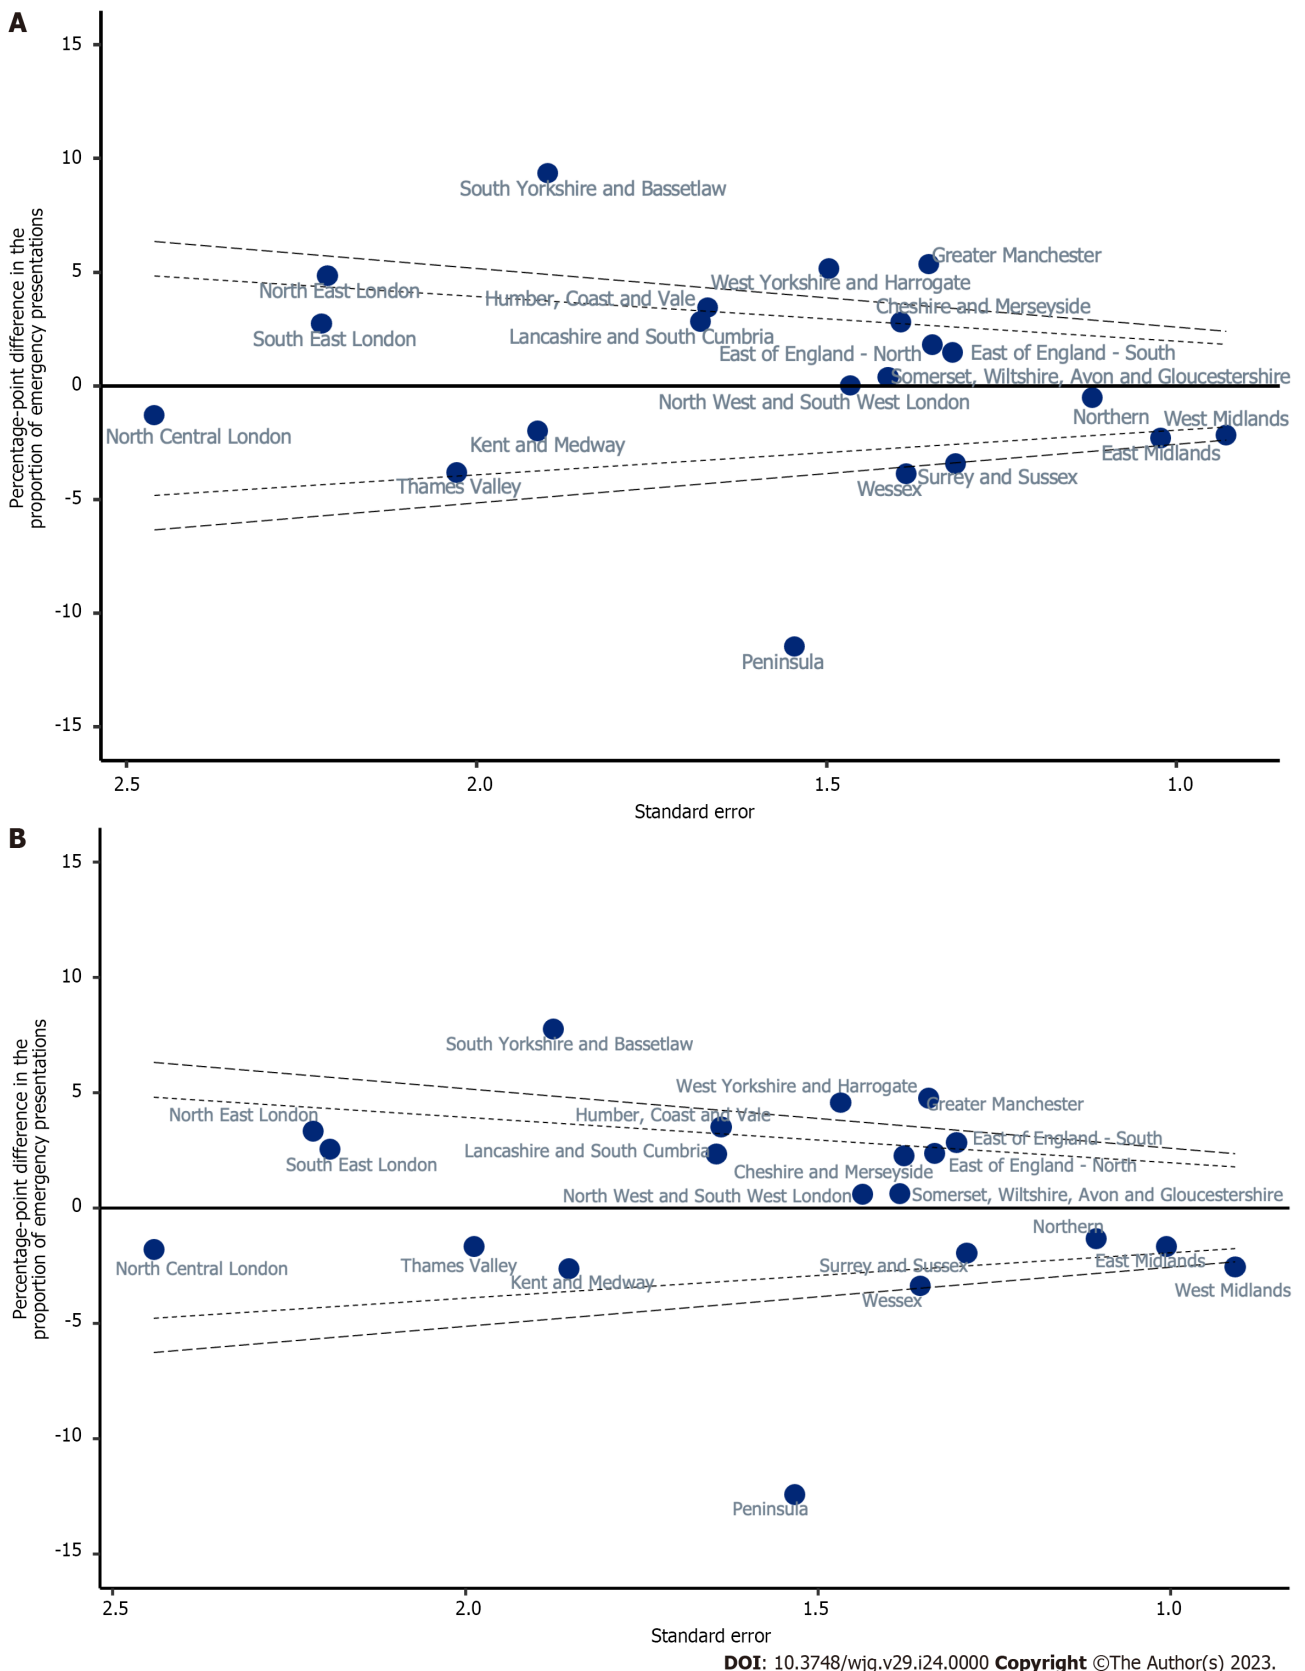 A
15
10
5
0
-5
-10
-15
Percentage-point difference in the
proportion of emergency presentations
South Yorkshire and Bassetlaw
Greater Manchester
West Yorkshire and Harrogate
North East London
Humber, Coast and Vale
Cheshire and Merseyside
South East London
Lancashire and South Cumbria
East of England - North
East of England - South
Somerset, Wiltshire, Avon and Gloucestershire
North West and South West London
Northern
West Midlands
North Central London
Kent and Medway
East Midlands
Thames Valley
Wessex
Surrey and Sussex
Peninsula
2.5
2.0
1.5
1.0
Standard error
B
15
10
5
0
-5
-10
-15
Percentage-point difference in the
proportion of emergency presentations
South Yorkshire and Bassetlaw
West Yorkshire and Harrogate
Greater Manchester
North East London
Humber, Coast and Vale
East of England - South
Lancashire and South Cumbria
South East London
East of England - North
Cheshire and Merseyside
North West and South West London
Somerset, Wiltshire, Avon and Gloucestershire
Northern
North Central London
Thames Valley
Surrey and Sussex
East Midlands
Kent and Medway
West Midlands
Wessex
Peninsula
2.5
2.0
1.5
1.0
Standard error
DOI: 10.3748/wjg.v29.i24.0000 Copyright ©The Author(s) 2023.